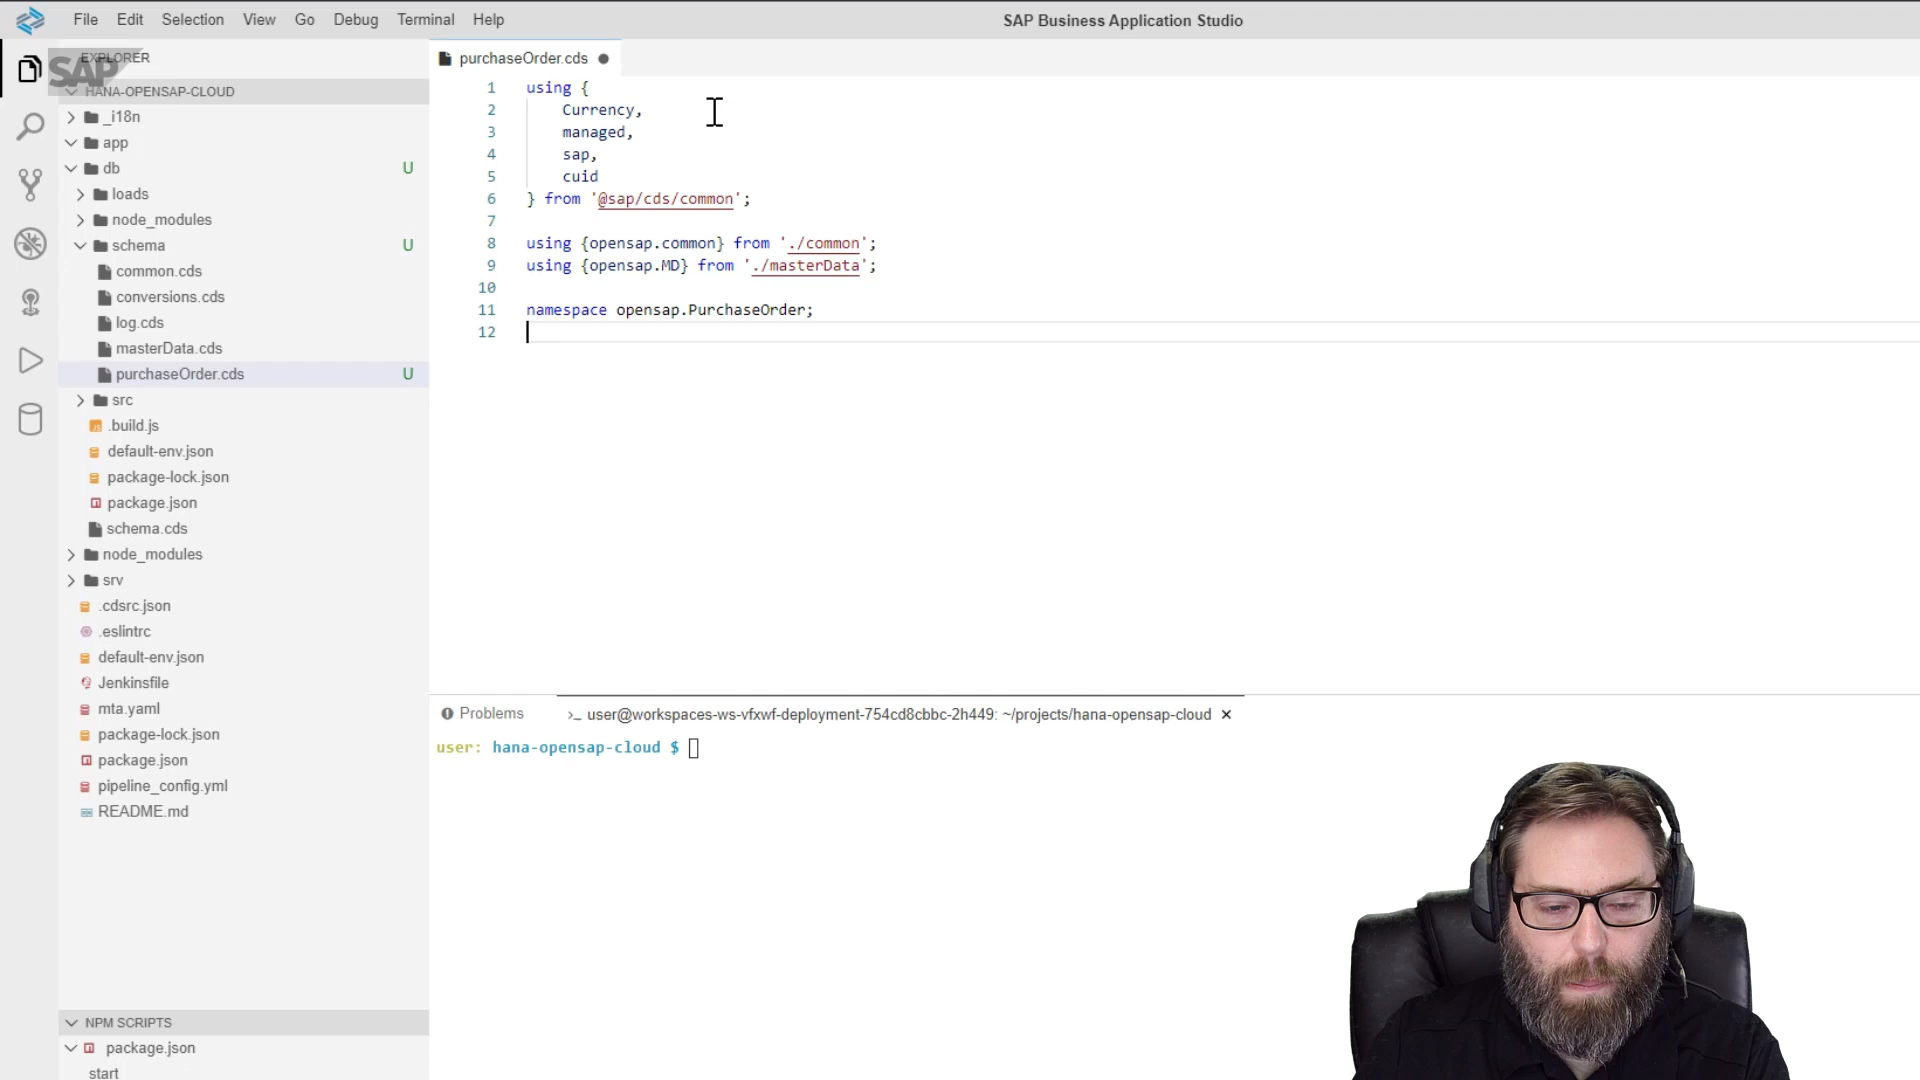 File Edit Selection View Go Debug Terminal Help
SAP Business Application Studio
EXPLORER
SAP
HANA-OPENSAP-CLOUD
_i18n
app
db U
loads
node_modules
schema U
common.cds
conversions.cds
log.cds
masterData.cds
purchaseOrder.cds U
src
.build.js
default-env.json
package-lock.json
package.json
schema.cds
node_modules
srv
.cdsrc.json
.eslintrc
default-env.json
Jenkinsfile
mta.yaml
package-lock.json
package.json
pipeline_config.yml
README.md
NPM SCRIPTS
package.json
start
purchaseOrder.cds
1 using {
2 Currency,
3 managed,
4 sap,
5 cuid
6 } from '@sap/cds/common';
7
8 using {opensap.common} from './common';
9 using {opensap.MD} from './masterData';
10
11 namespace opensap.PurchaseOrder;
12
Problems >_ user@workspaces-ws-vfxwf-deployment-754cd8cbbc-2h449: ~/projects/hana-opensap-cloud ×
user: hana-opensap-cloud $